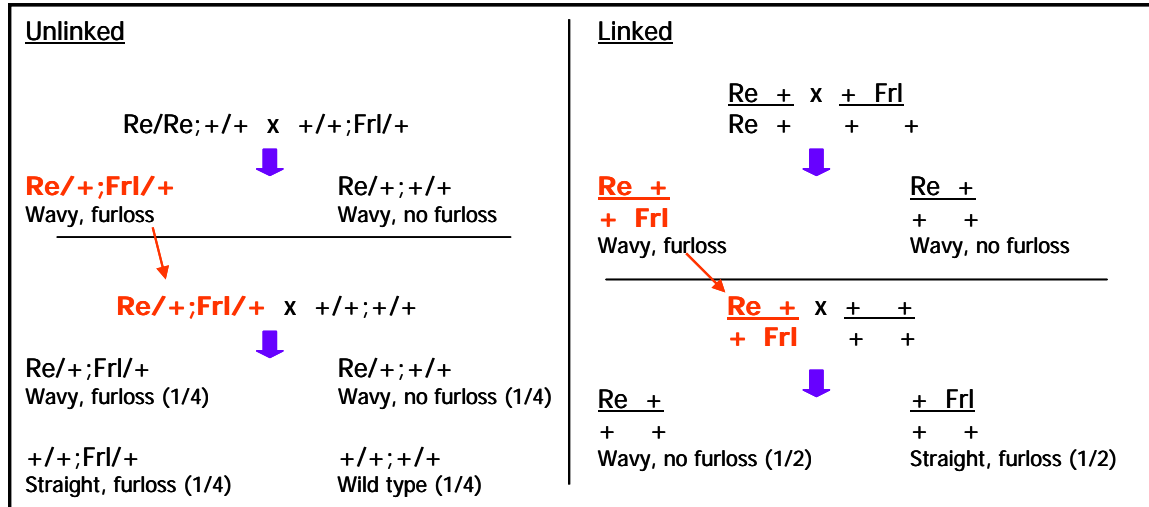 Unlinked
Re/Re;+/+ x +/+;Frl/+
Re/+;Frl/+ Re/+;+/+
Wavy, furloss Wavy, no furloss
Re/+;Frl/+ x +/+;+/+
Re/+;Frl/+ Re/+;+/+
Wavy, furloss (1/4) Wavy, no furloss (1/4)
+/+;Frl/+ +/+;+/+
Straight, furloss (1/4) Wild type (1/4)
Linked
Re + x + Frl
Re + + +
Re + Re +
+ Frl + +
Wavy, furloss Wavy, no furloss
Re + x + +
+ Frl + +
Re + + Frl
+ + + +
Wavy, no furloss (1/2) Straight, furloss (1/2)